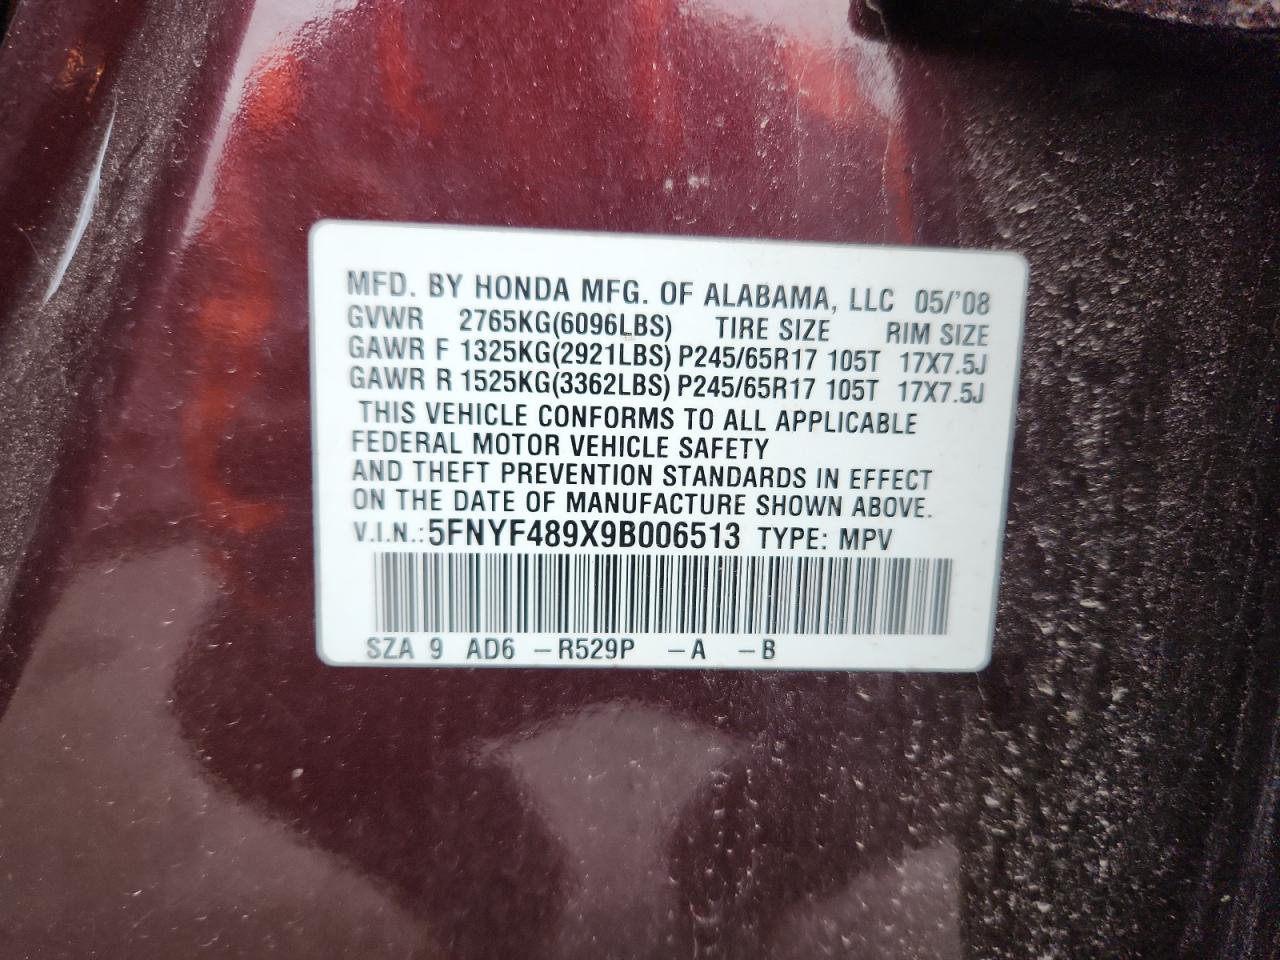 MFD. BY HONDA MFG. OF ALABAMA, LLC 05/'08
GVWR 2765KG(6096LBS) TIRE SIZE RIM SIZE
GAWR F 1325KG(2921LBS) P245/65R17 105T 17X7.5J
GAWR R 1525KG(3362LBS) P245/65R17 105T 17X7.5J
THIS VEHICLE CONFORMS TO ALL APPLICABLE
FEDERAL MOTOR VEHICLE SAFETY
AND THEFT PREVENTION STANDARDS IN EFFECT
ON THE DATE OF MANUFACTURE SHOWN ABOVE.
V.I.N.: 5FNYF489X9B006513 TYPE: MPV
SZA 9 AD6 –R529P –A –B